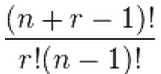 (n + r − 1)!
r!(n − 1)!